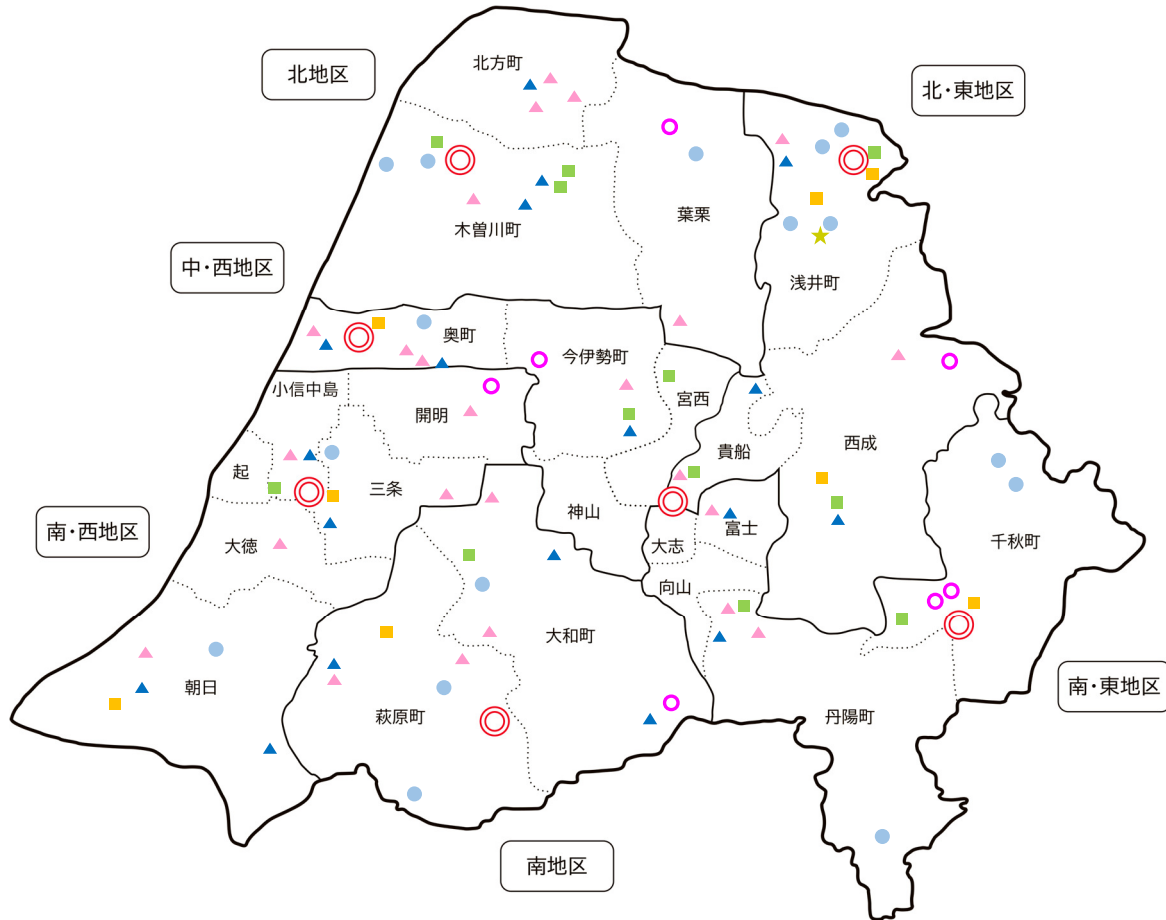 北方町
北地区
北・東地区
葉栗
木曽川町
中・西地区
浅井町
奥町
今伊勢町
小信中島
宮西
開明
貴船
西成
起
三条
神山
南・西地区
大徳
大志
富士
千秋町
向山
大和町
朝日
南・東地区
萩原町
丹陽町
南地区